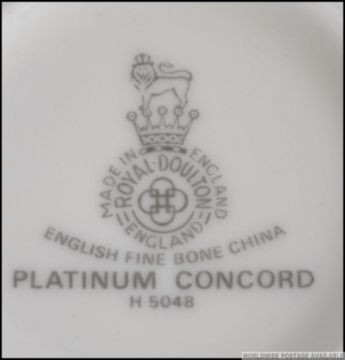 MADE IN ENGLAND
ROYAL·DOULTON
ENGLAND
ENGLISH FINE BONE CHINA
PLATINUM CONCORD
H 5048
WORLDWIDE POSTAGE AVAILABLE